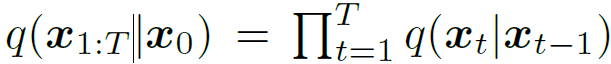 q(x_{1:T}|x_0) = ∏_{t=1}^{T} q(x_t|x_{t-1})